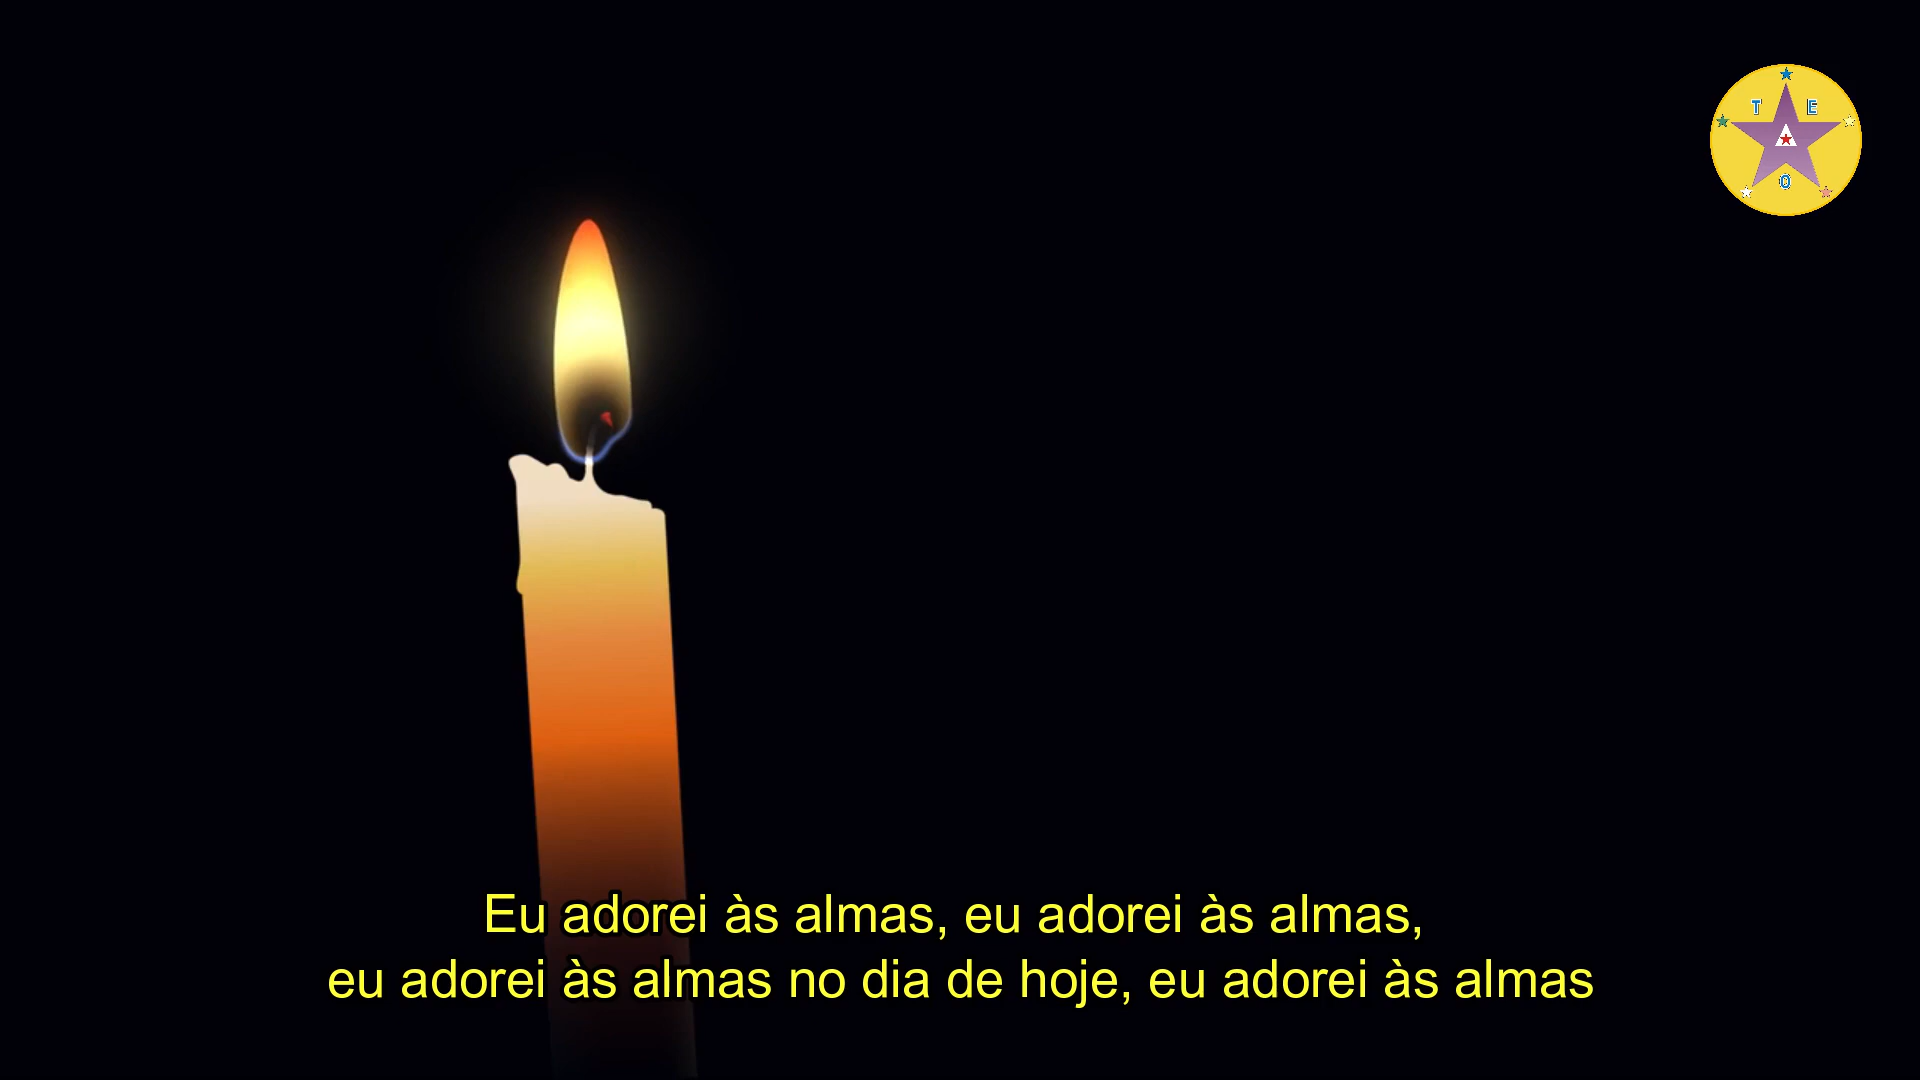 T E
O
Eu adorei às almas, eu adorei às almas,
eu adorei às almas no dia de hoje, eu adorei às almas